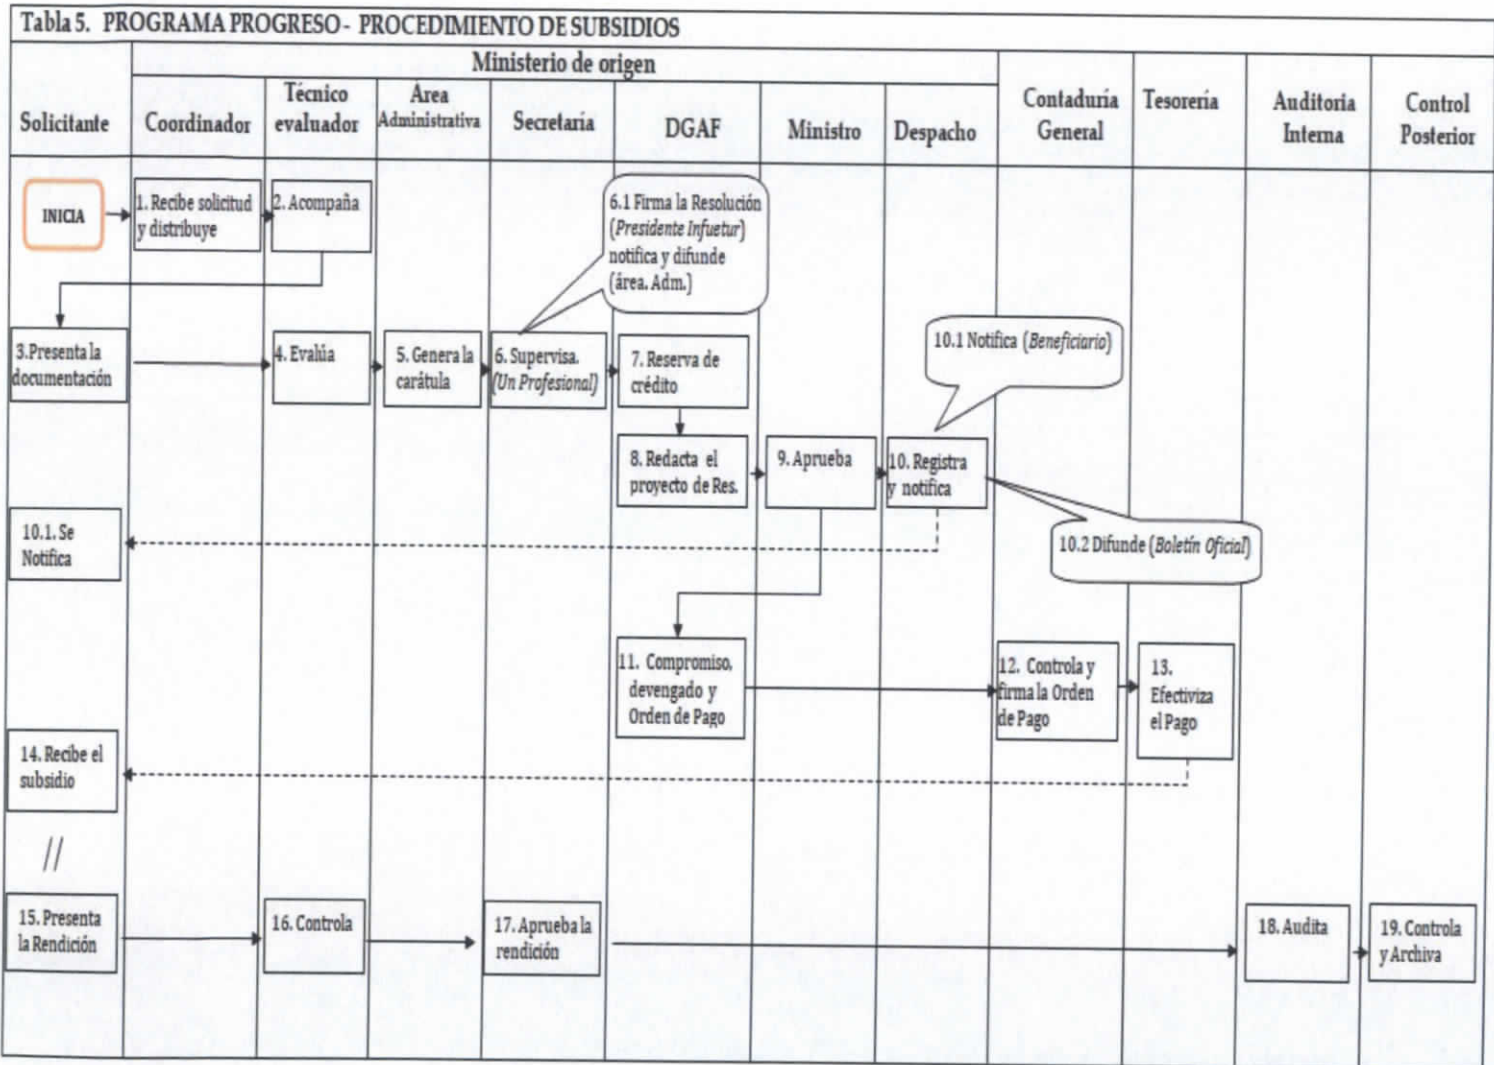 Tabla 5. PROGRAMA PROGRESO - PROCEDIMIENTO DE SUBSIDIOS
Ministerio de origen
Solicitante
Coordinador
Técnico
evaluador
Área
Administrativa
Secretaría
DGAF
Ministro
Despacho
Contaduría
General
Tesorería
Auditoría
Interna
Control
Posterior
INICIA
1. Recibe solicitud
y distribuye
2. Acompaña
6.1 Firma la Resolución
(Presidente Infuetur)
notifica y difunde
(área. Adm.)
3.Presenta la
documentación
4. Evalúa
5. Genera la
carátula
6. Supervisa.
(Un Profesional)
7. Reserva de
crédito
10.1 Notifica (Beneficiario)
8. Redacta el
proyecto de Res.
9. Aprueba
10. Registra
y notifica
10.1. Se
Notifica
10.2 Difunde (Boletín Oficial)
11. Compromiso,
devengado y
Orden de Pago
12. Controla y
firma la Orden
de Pago
13.
Efectiviza
el Pago
14. Recibe el
subsidio
//
15. Presenta
la Rendición
16. Controla
17. Aprueba la
rendición
18. Audita
19. Controla
y Archiva